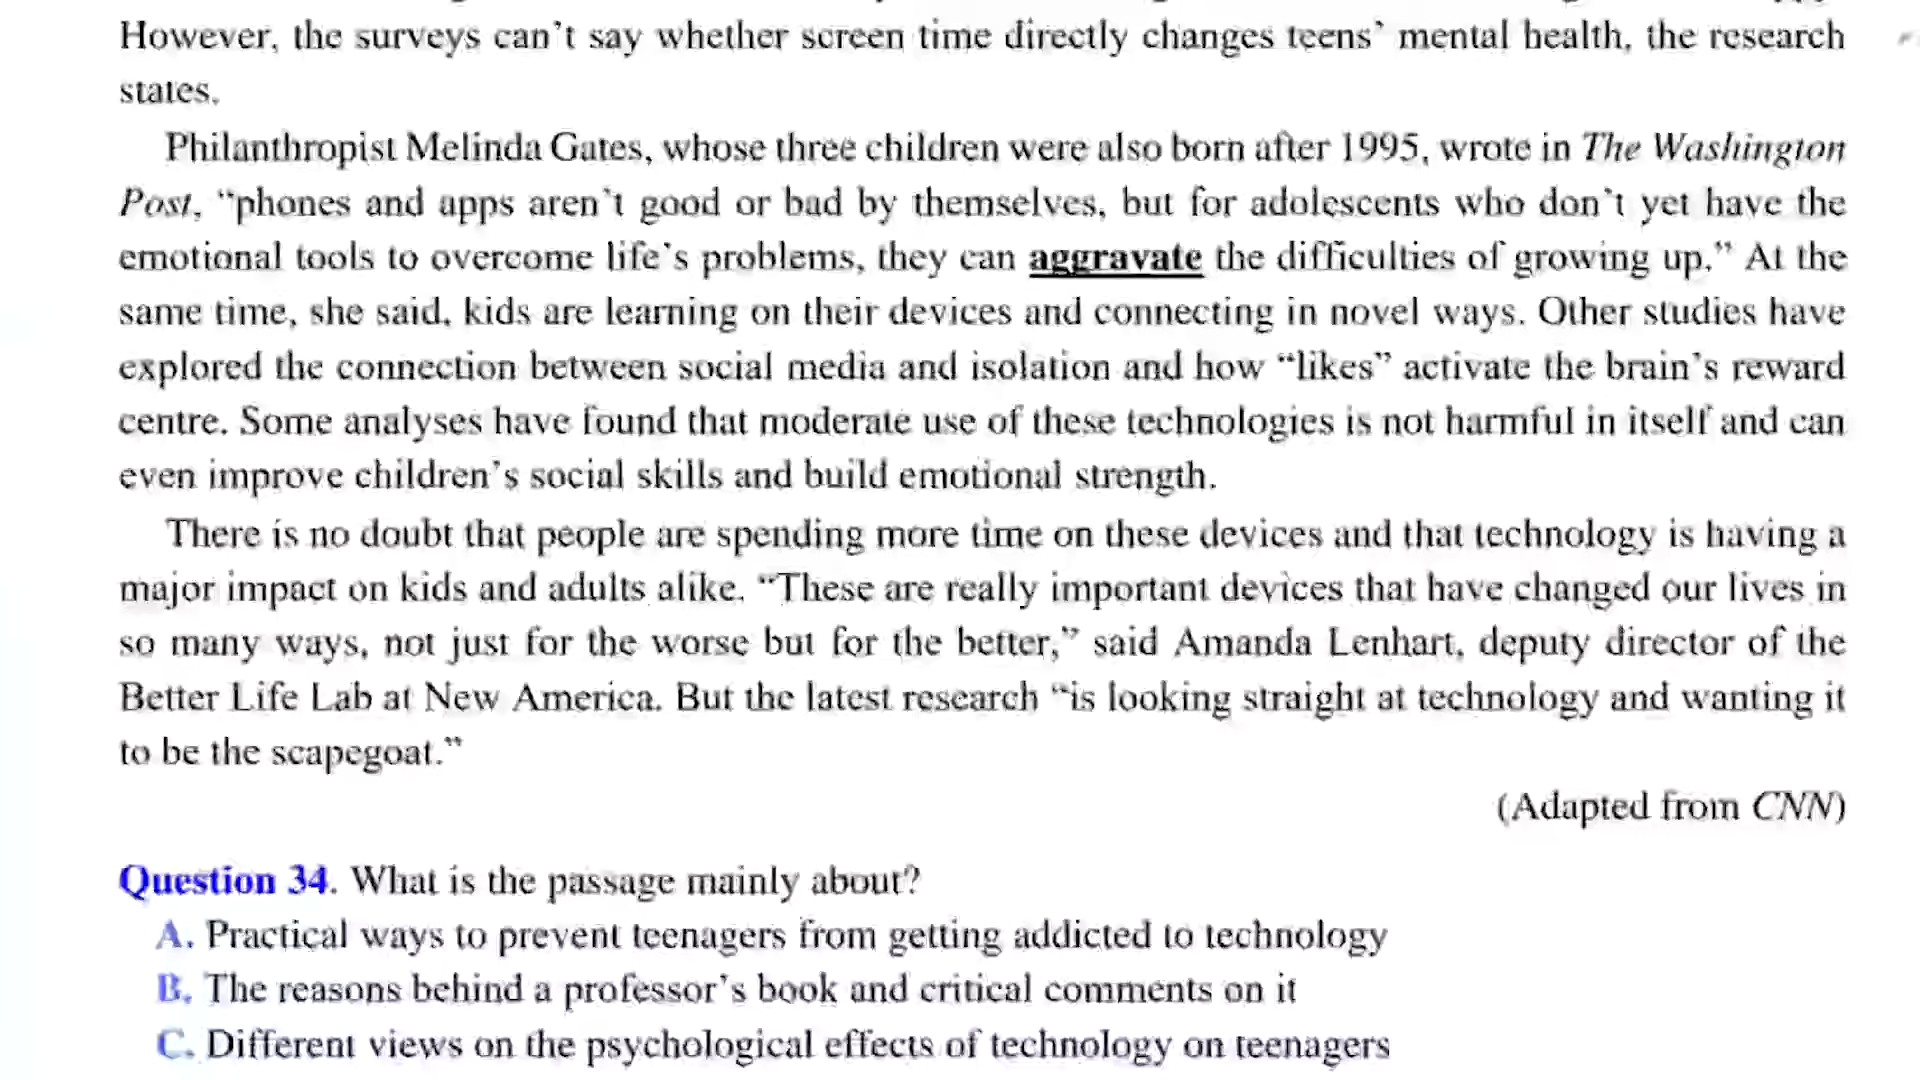 However, the surveys can't say whether screen time directly changes teens' mental health, the research
states.
Philanthropist Melinda Gates, whose three children were also born after 1995, wrote in The Washington
Post, “phones and apps aren't good or bad by themselves, but for adolescents who don't yet have the
emotional tools to overcome life's problems, they can aggravate the difficulties of growing up.” At the
same time, she said, kids are learning on their devices and connecting in novel ways. Other studies have
explored the connection between social media and isolation and how “likes” activate the brain's reward
centre. Some analyses have found that moderate use of these technologies is not harmful in itself and can
even improve children's social skills and build emotional strength.
There is no doubt that people are spending more time on these devices and that technology is having a
major impact on kids and adults alike. “These are really important devices that have changed our lives in
so many ways, not just for the worse but for the better,” said Amanda Lenhart, deputy director of the
Better Life Lab at New America. But the latest research “is looking straight at technology and wanting it
to be the scapegoat.”
(Adapted from CNN)
Question 34. What is the passage mainly about?
A. Practical ways to prevent teenagers from getting addicted to technology
B. The reasons behind a professor's book and critical comments on it
C. Different views on the psychological effects of technology on teenagers